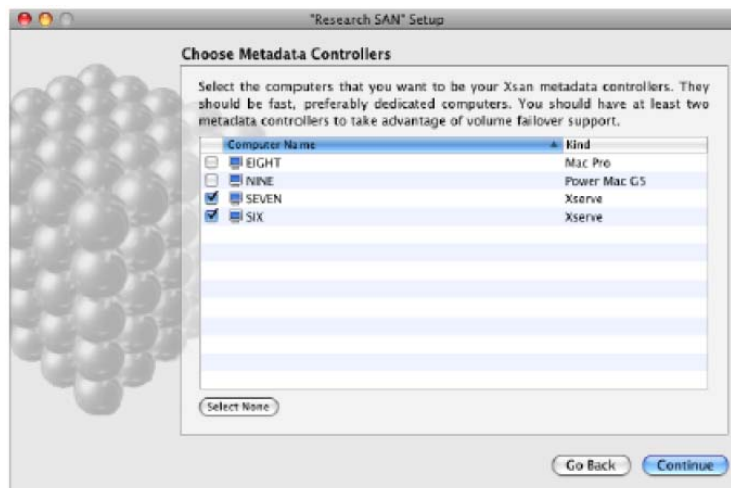 "Research SAN" Setup
Choose Metadata Controllers
Select the computers that you want to be your Xsan metadata controllers. They
should be fast, preferably dedicated computers. You should have at least two
metadata controllers to take advantage of volume failover support.
Computer Name Kind
EIGHT Mac Pro
NINE Power Mac G5
SEVEN Xserve
SIX Xserve
Select None
Go Back Continue